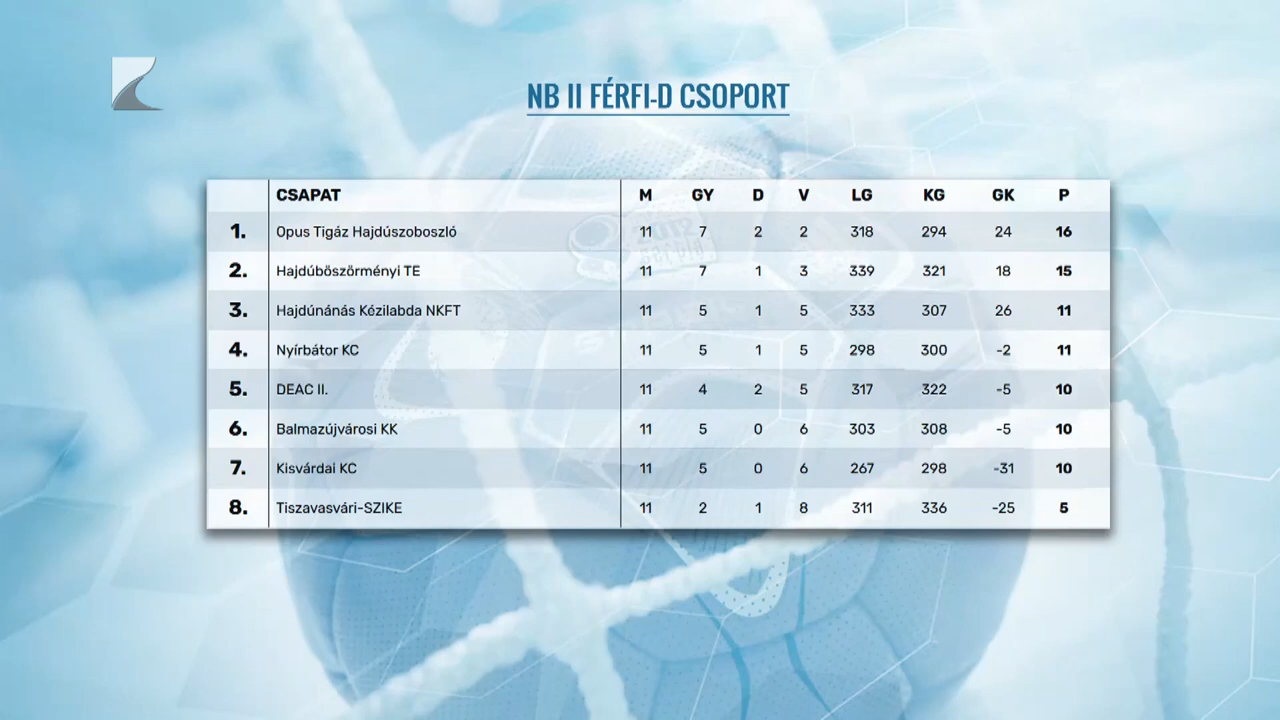 NB II FÉRFI-D CSOPORT
CSAPAT M GY D V LG KG GK P
1. Opus Tigáz Hajdúszoboszló 11 7 2 2 318 294 24 16
2. Hajdúböszörményi TE 11 7 1 3 339 321 18 15
3. Hajdúnánás Kézilabda NKFT 11 5 1 5 333 307 26 11
4. Nyírbátor KC 11 5 1 5 298 300 -2 11
5. DEAC II. 11 4 2 5 317 322 -5 10
6. Balmazújvárosi KK 11 5 0 6 303 308 -5 10
7. Kisvárdai KC 11 5 0 6 267 298 -31 10
8. Tiszavasvári-SZIKE 11 2 1 8 311 336 -25 5